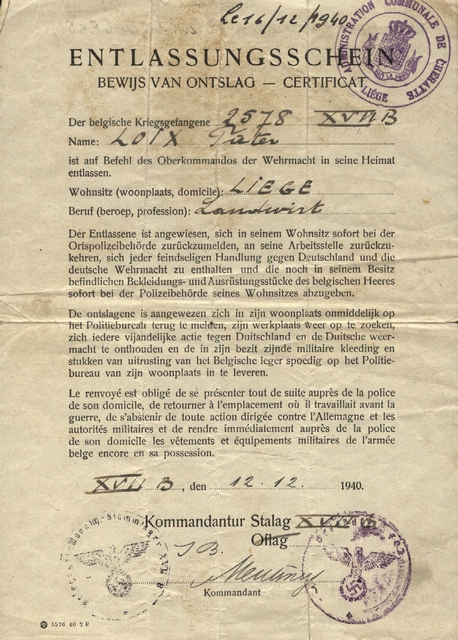 Le 16/12/1940
ADMINISTRATION COMMUNALE DE CHERATTE
LIÉGE
ENTLASSUNGSSCHEIN
BEWIJS VAN ONTSLAG — CERTIFICAT
Der belgische Kriegsgefangene 2578 XVII B
Name: LOIX Pieter
ist auf Befehl des Oberkommandos der Wehrmacht in seine Heimat
entlassen.
Wohnsitz (woonplaats, domicile): LIEGE
Beruf (beroep, profession): Landwirt
Der Entlassene ist angewiesen, sich in seinem Wohnsitz sofort bei der
Ortspolizeibehörde zurückzumelden, an seine Arbeitsstelle zurückzu-
kehren, sich jeder feindseligen Handlung gegen Deutschland und die
deutsche Wehrmacht zu enthalten und die noch in seinem Besitz
befindlichen Bekleidungs- und Ausrüstungsstücke des belgischen Heeres
sofort bei der Polizeibehörde seines Wohnsitzes abzugeben.
De ontslagene is aangewezen zich in zijn woonplaats onmiddelijk op
het Politiebureau terug te melden, zijn werkplaats weer op te zoeken,
zich iedere vijandelijke actie tegen Duitschland en de Duitsche weer-
macht te onthouden en de in zijn bezit zijnde militaire kleeding en
stukken van uitrusting van het Belgische leger spoedig op het Politie-
bureau van zijn woonplaats in te leveren.
Le renvoyé est obligé de se présenter tout de suite auprès de la police
de son domicile, de retourner à l'emplacement où il travaillait avant la
guerre, de s'abstenir de toute action dirigée contre l'Allemagne et les
autorités militaires et de rendre immédiatement auprès de la police
de son domicile les vêtements et équipements militaires de l'armée
belge encore en sa possession.
XVII B, den 12. 12. 1940.
Kommandantur Stalag XVII B
Oflag
Kommandant
5576 40 2 D